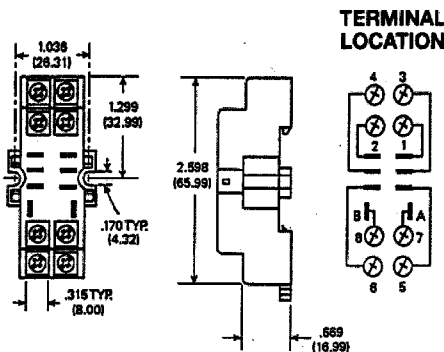 TERMINAL
LOCATION
1.036
(26.31)
1.299
(32.99)
2.598
(65.99)
.170 TYP.
(4.32)
.315 TYP.
(8.00)
.669
(16.99)
4 3
2 1
B A
8 7
6 5